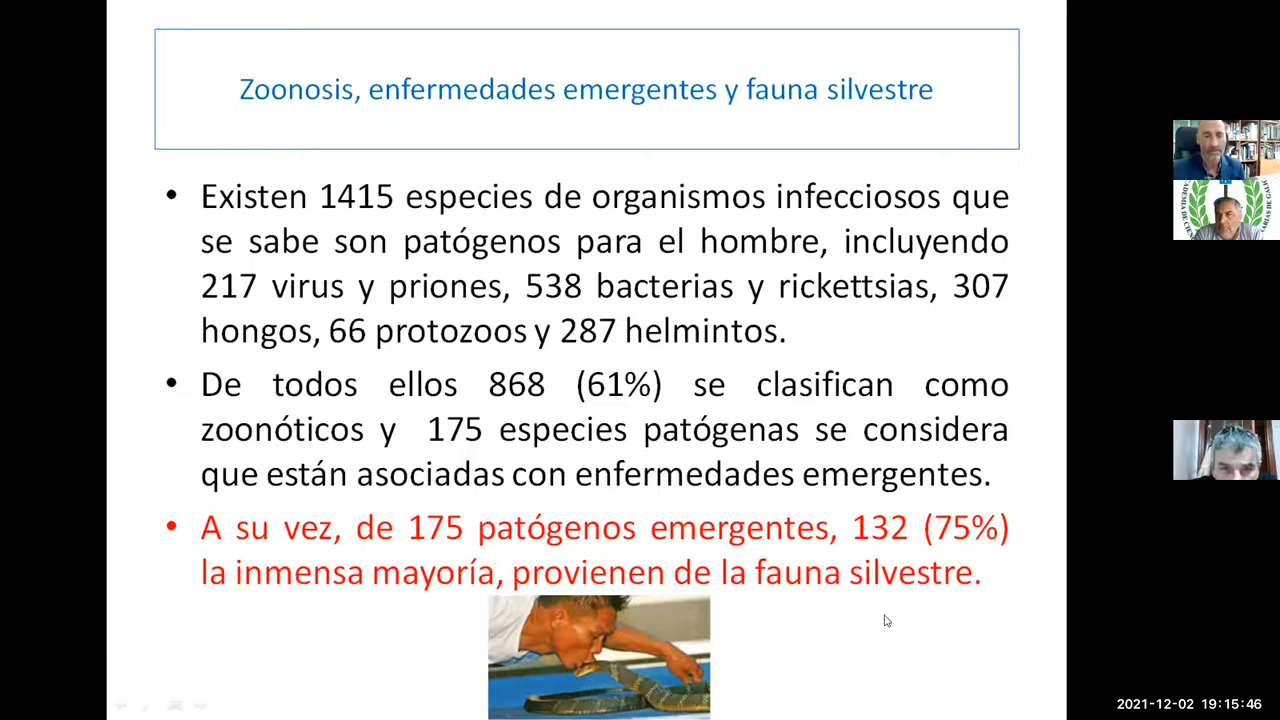 Zoonosis, enfermedades emergentes y fauna silvestre
• Existen 1415 especies de organismos infecciosos que
se sabe son patógenos para el hombre, incluyendo
217 virus y priones, 538 bacterias y rickettsias, 307
hongos, 66 protozoos y 287 helmintos.
• De todos ellos 868 (61%) se clasifican como
zoonóticos y 175 especies patógenas se considera
que están asociadas con enfermedades emergentes.
• A su vez, de 175 patógenos emergentes, 132 (75%)
la inmensa mayoría, provienen de la fauna silvestre.
2021-12-02 19:15:46